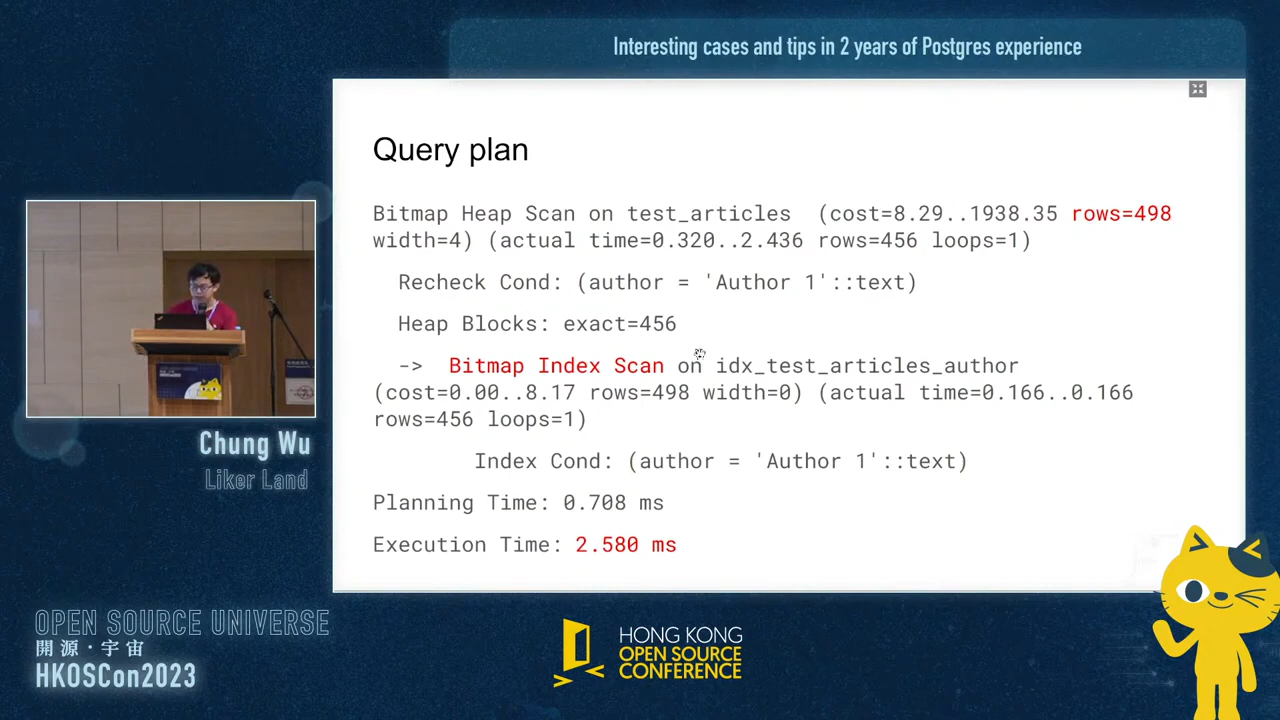 Interesting cases and tips in 2 years of Postgres experience
Query plan
Bitmap Heap Scan on test_articles (cost=8.29..1938.35 rows=498
width=4) (actual time=0.320..2.436 rows=456 loops=1)
Recheck Cond: (author = 'Author 1'::text)
Heap Blocks: exact=456
-> Bitmap Index Scan on idx_test_articles_author
(cost=0.00..8.17 rows=498 width=0) (actual time=0.166..0.166
rows=456 loops=1)
Index Cond: (author = 'Author 1'::text)
Planning Time: 0.708 ms
Execution Time: 2.580 ms
Chung Wu
Liker Land
OPEN SOURCE UNIVERSE
開源·宇宙
HKOSCon2023
HONG KONG
OPEN SOURCE
CONFERENCE